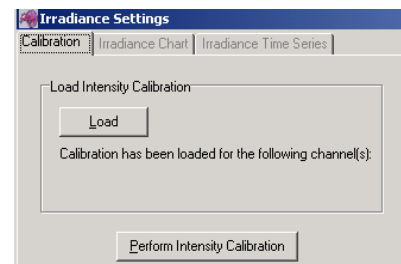 Irradiance Settings
Calibration Irradiance Chart Irradiance Time Series
Load Intensity Calibration
Load
Calibration has been loaded for the following channel(s):
Perform Intensity Calibration